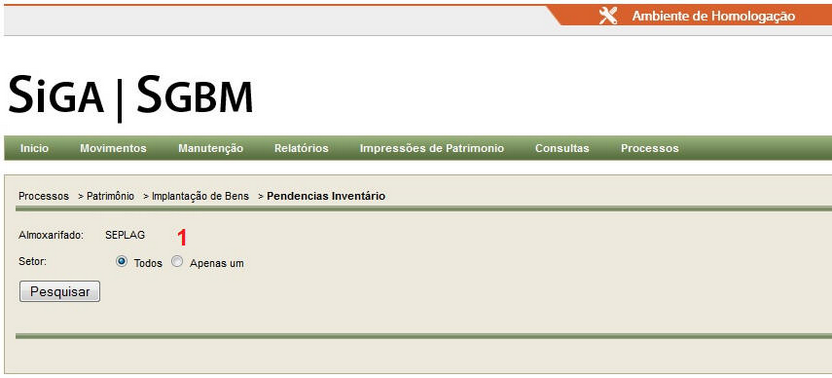 Ambiente de Homologação
SiGA | SGBM
Inicio Movimentos Manutenção Relatórios Impressões de Patrimonio Consultas Processos
Processos > Patrimônio > Implantação de Bens > Pendencias Inventário
Almoxarifado: SEPLAG 1
Setor: Todos Apenas um
Pesquisar